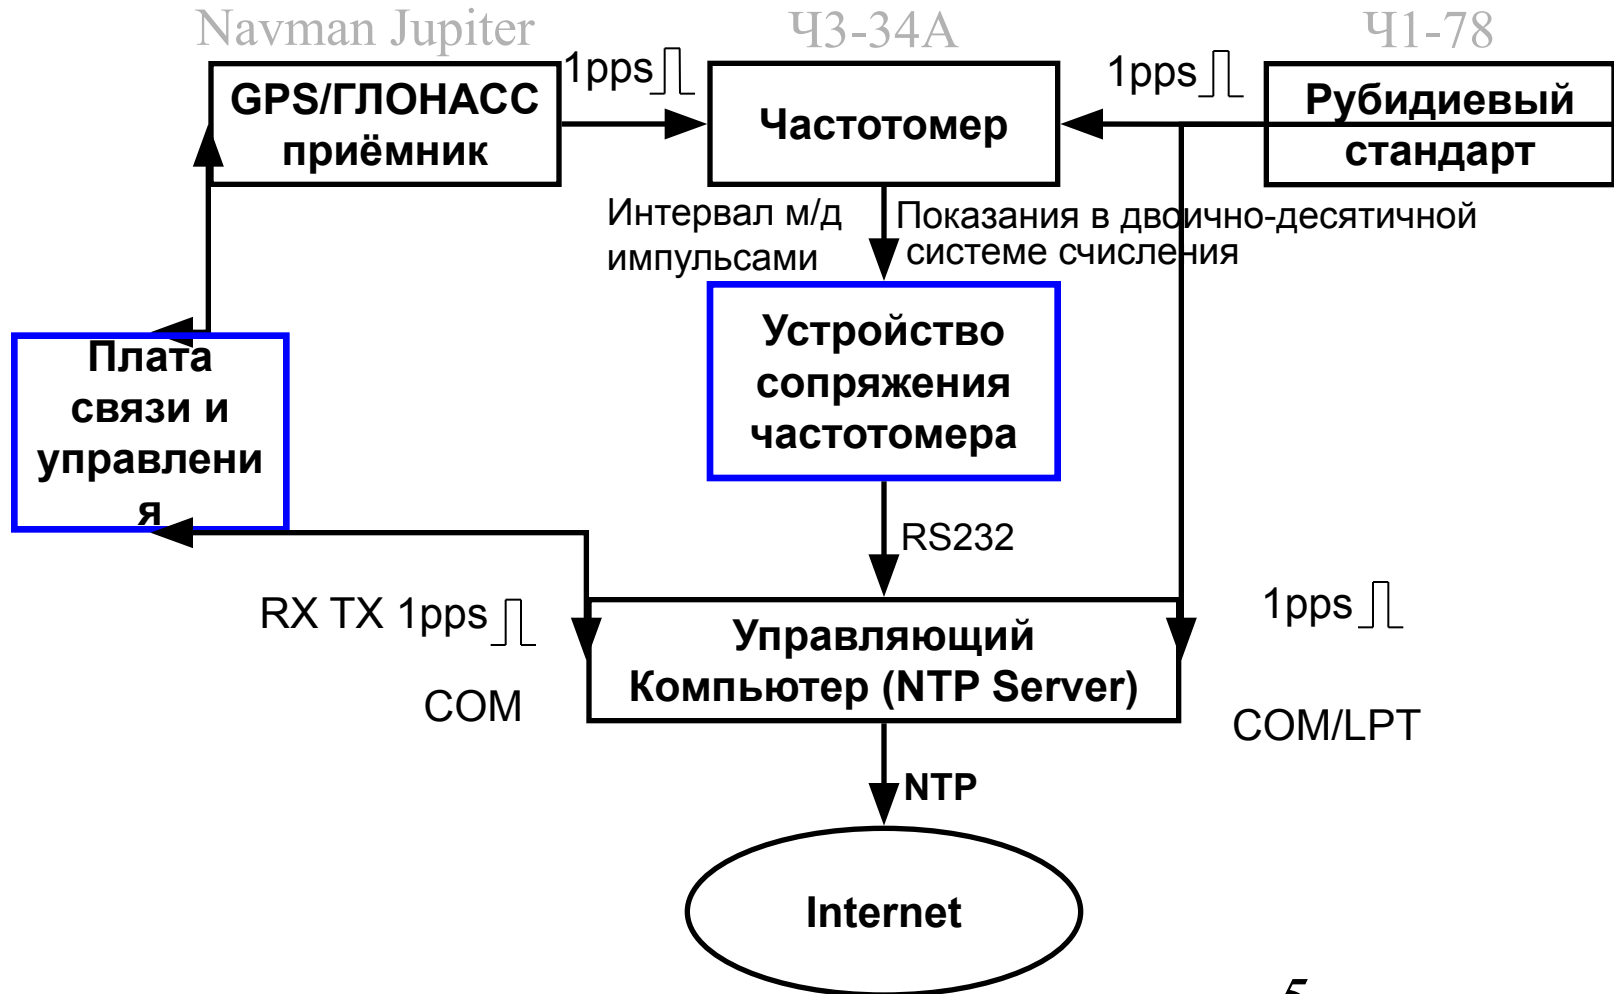 Navman Jupiter
Ч3-34А
Ч1-78
1pps
1pps
GPS/ГЛОНАСС
приёмник
Частотомер
Рубидиевый
стандарт
Интервал м/д
импульсами
Показания в двоично-десятичной
системе счисления
Устройство
сопряжения
частотомера
Плата
связи и
управлени
я
RS232
RX TX 1pps
1pps
Управляющий
Компьютер (NTP Server)
COM
COM/LPT
NTP
Internet
5